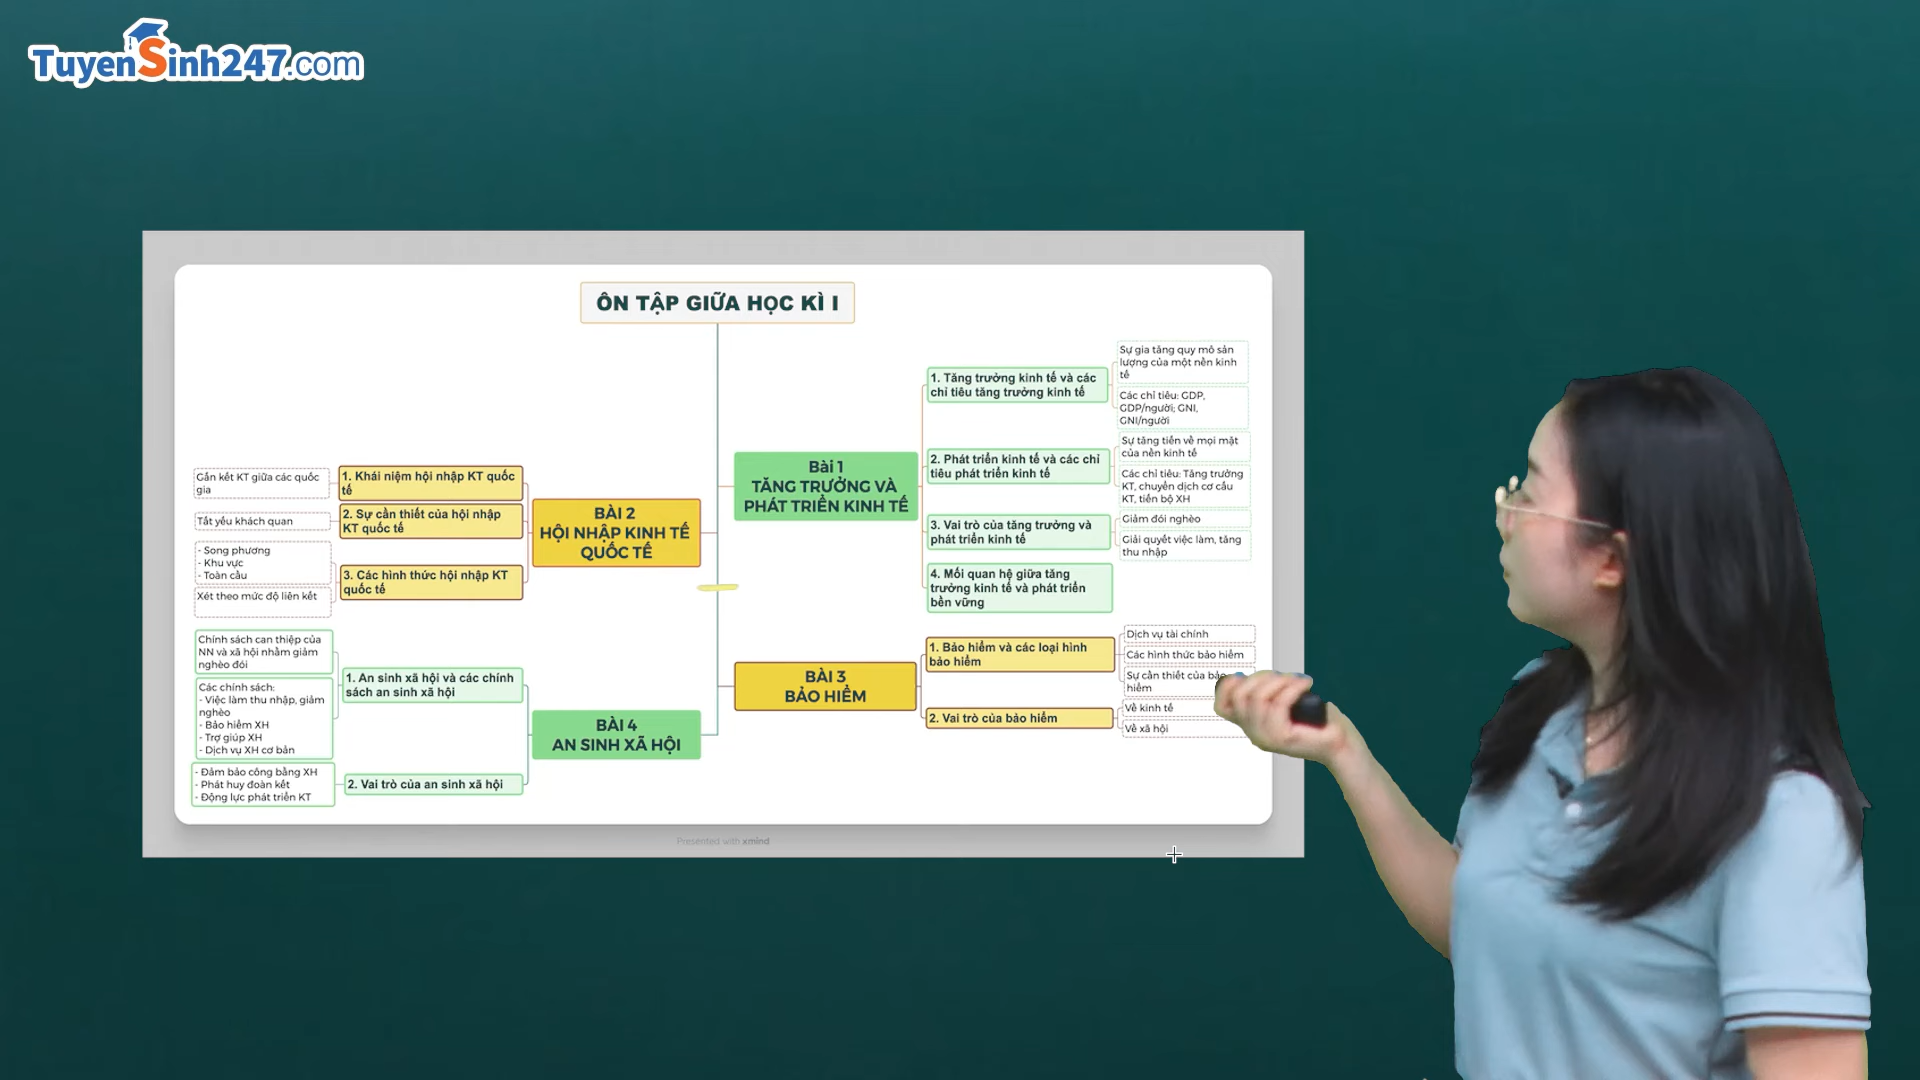 TuyenSinh247.com
ÔN TẬP GIỮA HỌC KÌ I
Bài 1
TĂNG TRƯỞNG VÀ
PHÁT TRIỂN KINH TẾ
1. Tăng trưởng kinh tế và các
chỉ tiêu tăng trưởng kinh tế
Sự gia tăng quy mô sản
lượng của một nền kinh
tế
Các chỉ tiêu: GDP,
GDP/người; GNI,
GNI/người
2. Phát triển kinh tế và các chỉ
tiêu phát triển kinh tế
Sự tăng tiến về mọi mặt
của nền kinh tế
Các chỉ tiêu: Tăng trưởng
KT, chuyển dịch cơ cấu
KT, tiến bộ XH
3. Vai trò của tăng trưởng và
phát triển kinh tế
Giảm đói nghèo
Giải quyết việc làm, tăng
thu nhập
4. Mối quan hệ giữa tăng
trưởng kinh tế và phát triển
bền vững
BÀI 2
HỘI NHẬP KINH TẾ
QUỐC TẾ
1. Khái niệm hội nhập KT quốc
tế
Gắn kết KT giữa các quốc
gia
2. Sự cần thiết của hội nhập
KT quốc tế
Tất yếu khách quan
3. Các hình thức hội nhập KT
quốc tế
- Song phương
- Khu vực
- Toàn cầu
Xét theo mức độ liên kết
BÀI 3
BẢO HIỂM
1. Bảo hiểm và các loại hình
bảo hiểm
Dịch vụ tài chính
Các hình thức bảo hiểm
Sự cần thiết của bảo
hiểm
2. Vai trò của bảo hiểm
Về kinh tế
Về xã hội
BÀI 4
AN SINH XÃ HỘI
1. An sinh xã hội và các chính
sách an sinh xã hội
Chính sách can thiệp của
NN và xã hội nhằm giảm
nghèo đói
Các chính sách:
- Việc làm thu nhập, giảm
nghèo
- Bảo hiểm XH
- Trợ giúp XH
- Dịch vụ XH cơ bản
2. Vai trò của an sinh xã hội
- Đảm bảo công bằng XH
- Phát huy đoàn kết
- Động lực phát triển KT
Presented with xmind